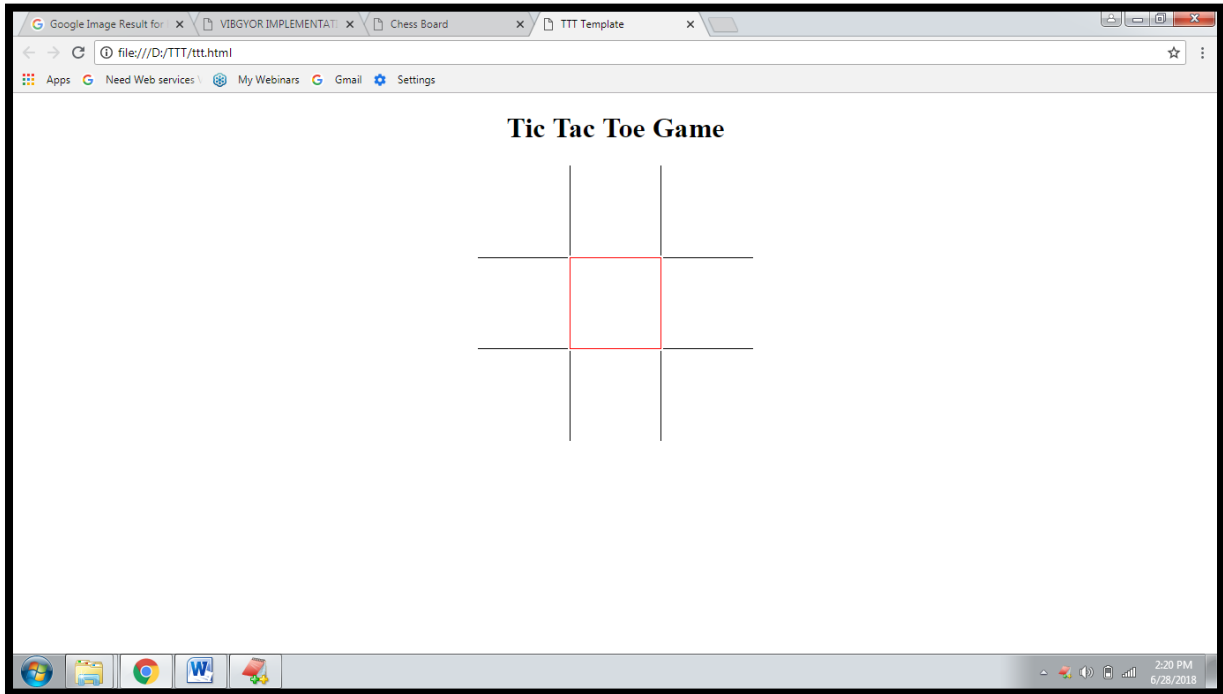 Google Image Result for
VIBGYOR IMPLEMENTATI
Chess Board
TTT Template
file:///D:/TTT/ttt.html
Apps
Need Web services
My Webinars
Gmail
Settings
Tic Tac Toe Game
2:20 PM
6/28/2018